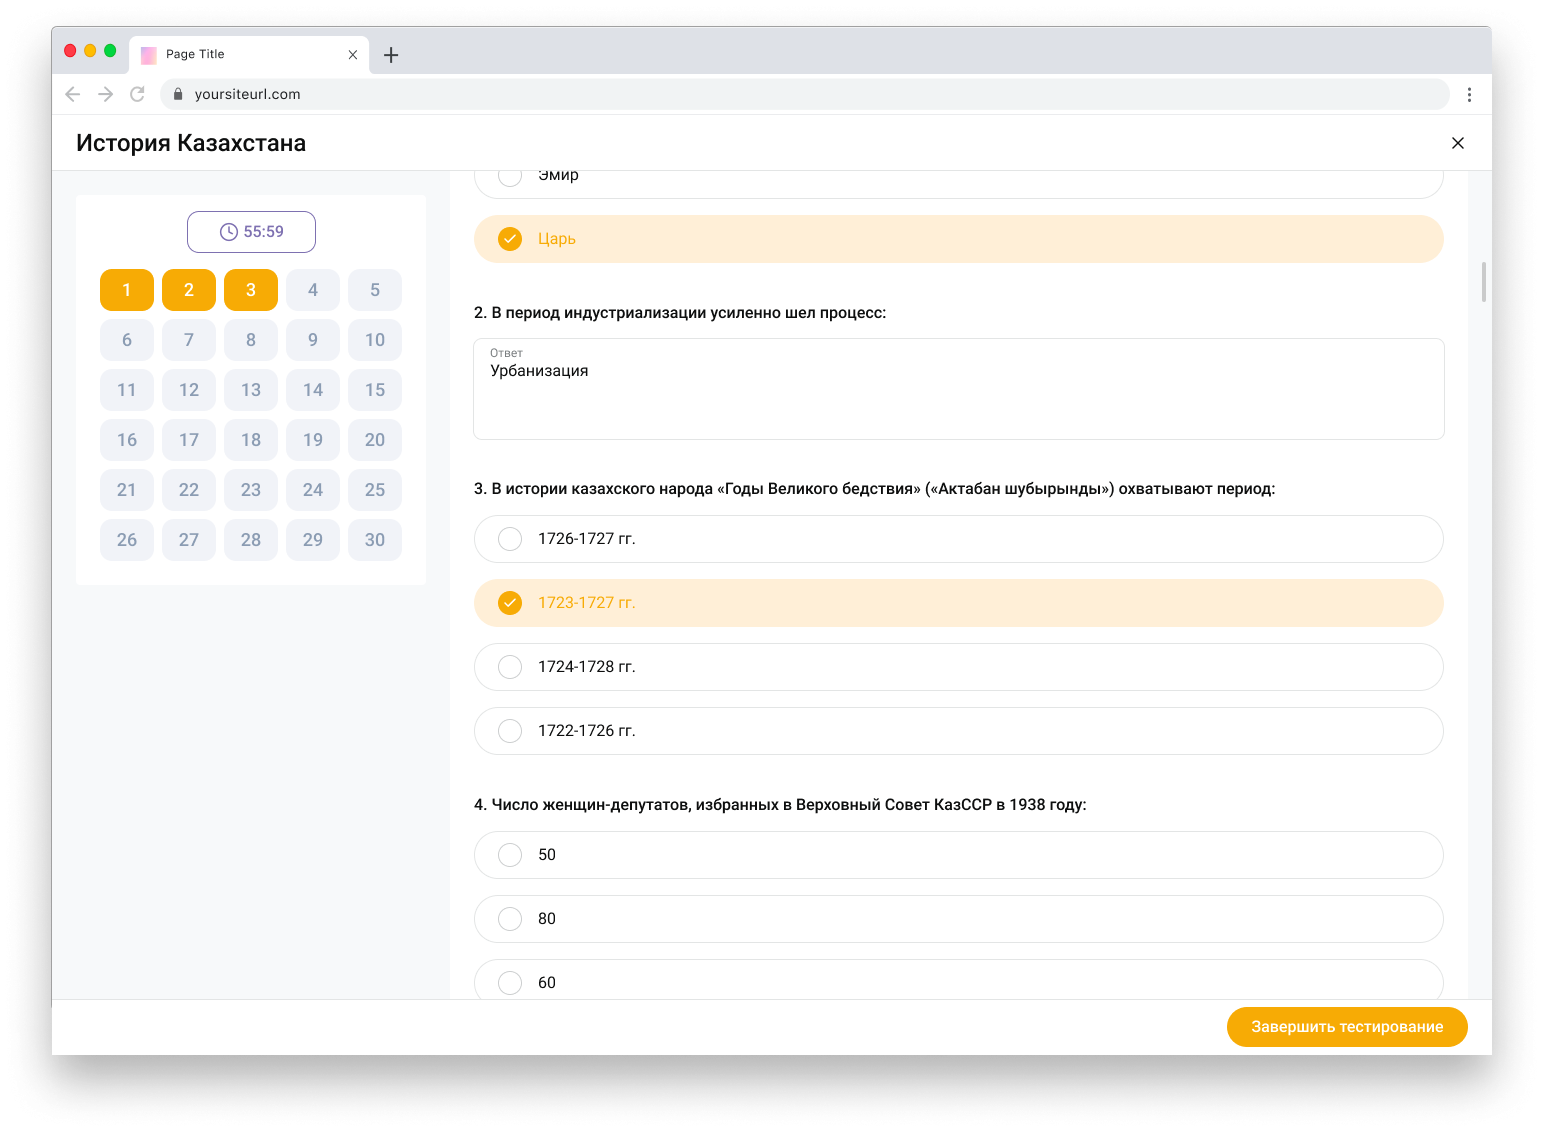 Page Title
yoursiteurl.com
История Казахстана
55:59
1 2 3 4 5
6 7 8 9 10
11 12 13 14 15
16 17 18 19 20
21 22 23 24 25
26 27 28 29 30
Эмир
Царь
2. В период индустриализации усиленно шел процесс:
Ответ
Урбанизация
3. В истории казахского народа «Годы Великого бедствия» («Актабан шубырынды») охватывают период:
1726-1727 гг.
1723-1727 гг.
1724-1728 гг.
1722-1726 гг.
4. Число женщин-депутатов, избранных в Верховный Совет КазССР в 1938 году:
50
80
60
Завершить тестирование